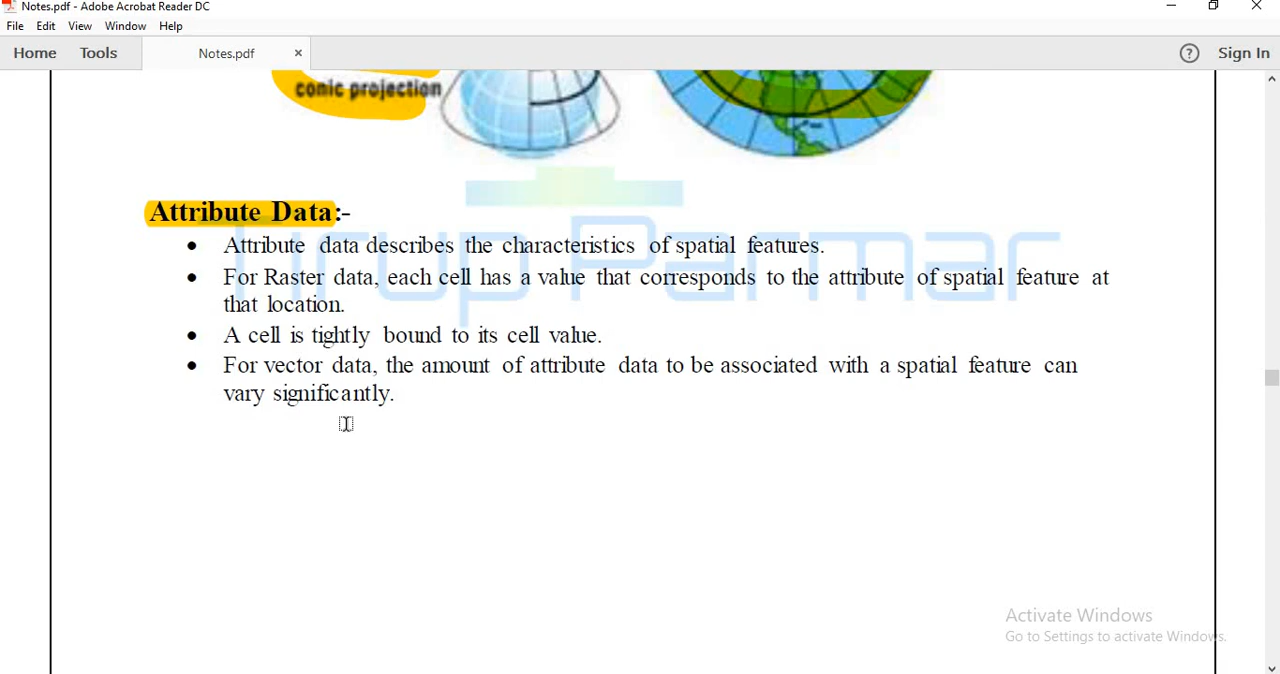 Notes.pdf - Adobe Acrobat Reader DC
File Edit View Window Help
Home Tools Notes.pdf × ? Sign In
conic projection
Attribute Data:-
• Attribute data describes the characteristics of spatial features.
• For Raster data, each cell has a value that corresponds to the attribute of spatial feature at
that location.
• A cell is tightly bound to its cell value.
• For vector data, the amount of attribute data to be associated with a spatial feature can
vary significantly.
Tirup Parmar
Activate Windows
Go to Settings to activate Windows.